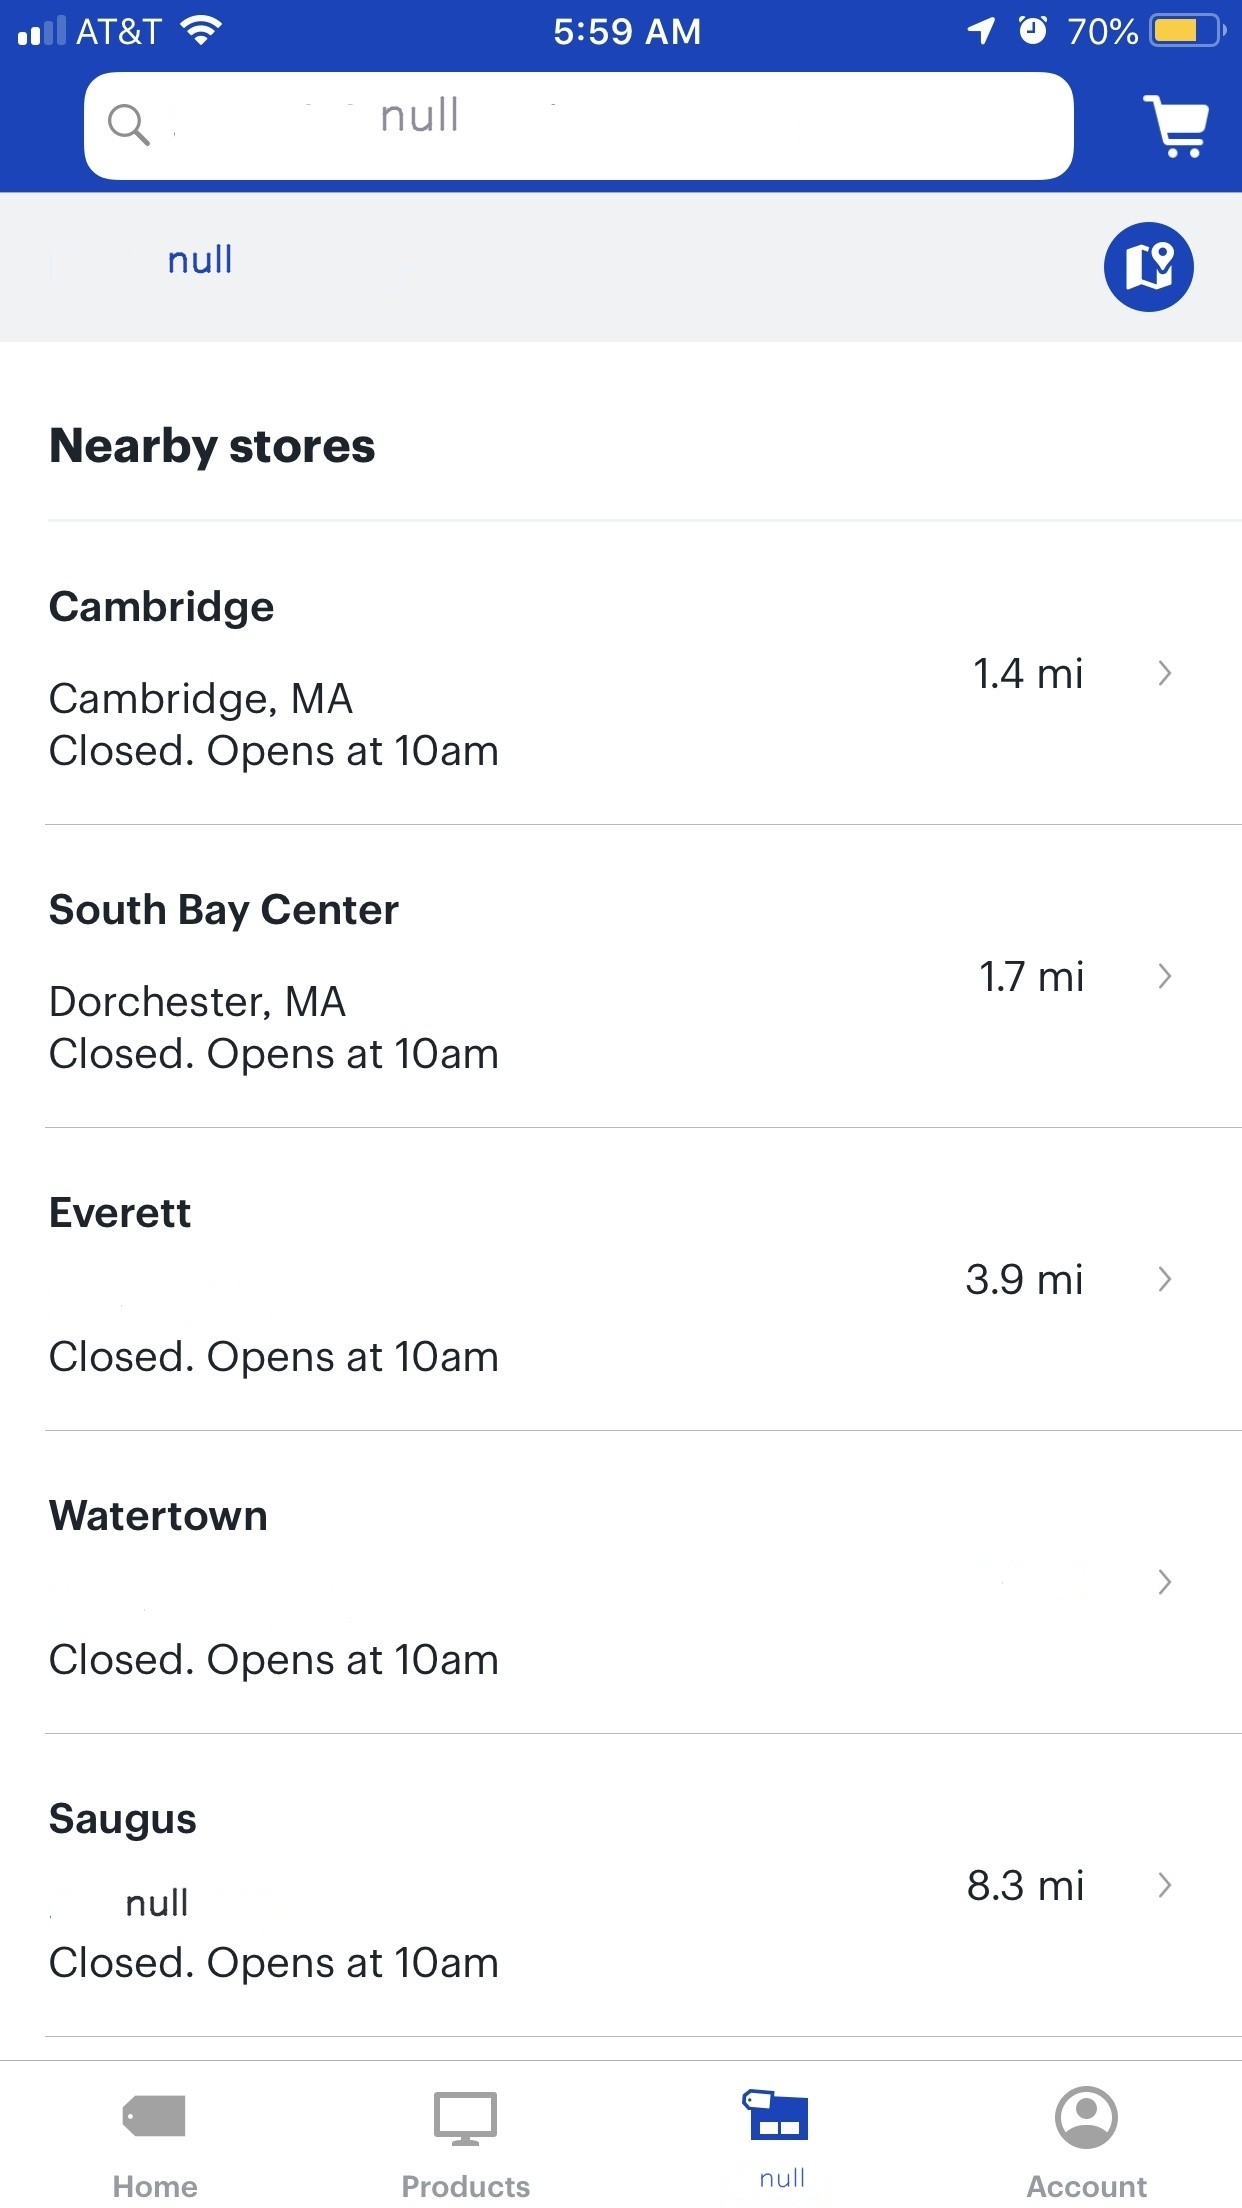 AT&T 5:59 AM 70%
null
null
Nearby stores
Cambridge
1.4 mi
Cambridge, MA
Closed. Opens at 10am
South Bay Center
1.7 mi
Dorchester, MA
Closed. Opens at 10am
Everett
3.9 mi
Closed. Opens at 10am
Watertown
Closed. Opens at 10am
Saugus
8.3 mi
null
Closed. Opens at 10am
Home Products null Account